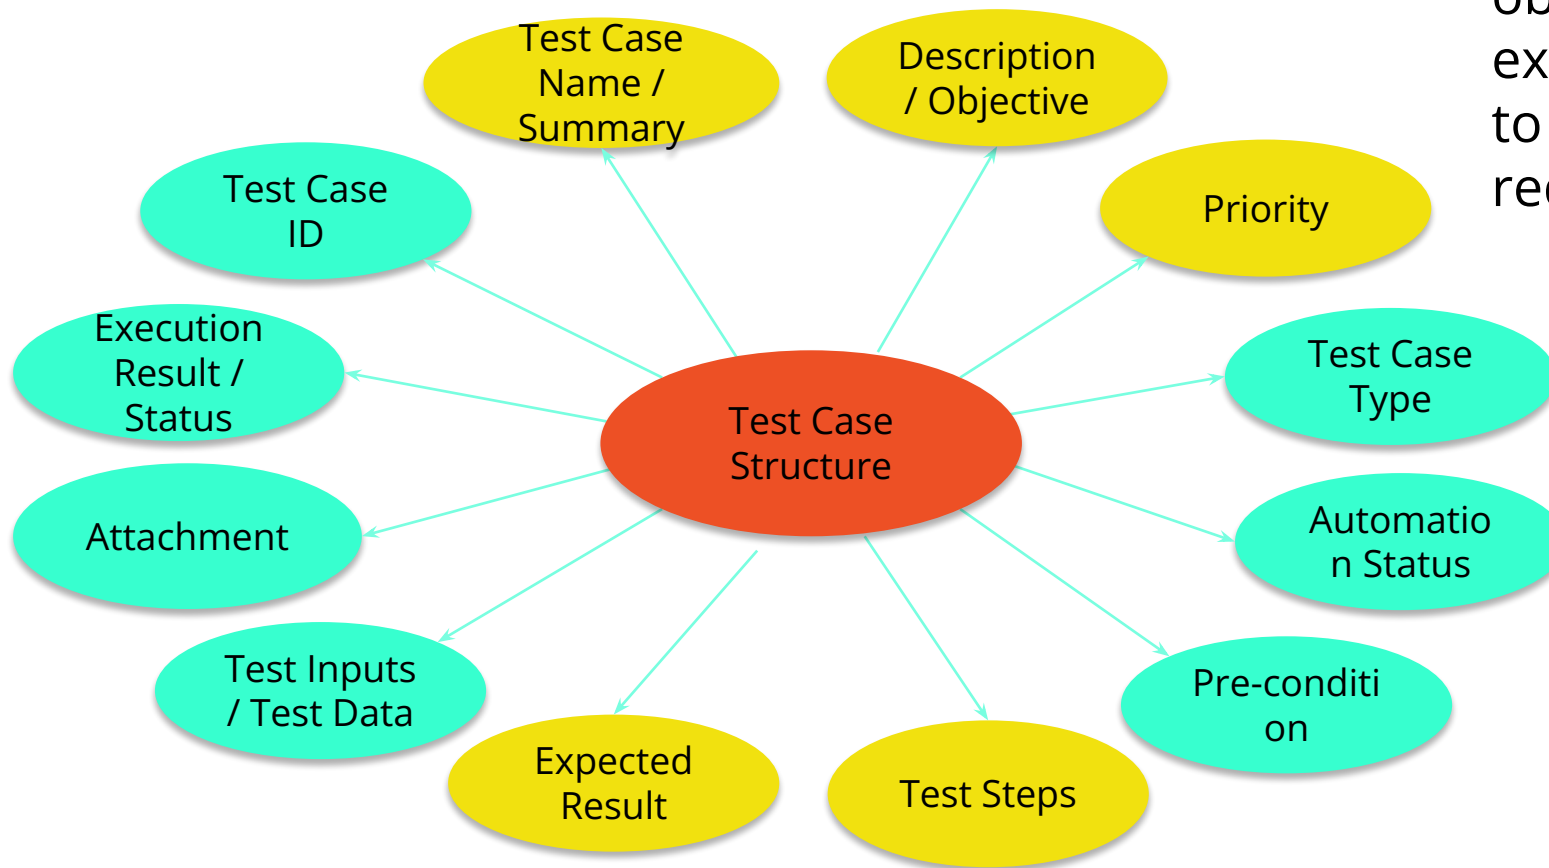 Test Case
Name /
Summary
Description
/ Objective
to
Priority
Test Case
ID
Execution
Result /
Status
Test Case
Type
Test Case
Structure
Attachment
Automatio
n Status
Test Inputs
/ Test Data
Pre-conditi
on
Expected
Result
Test Steps